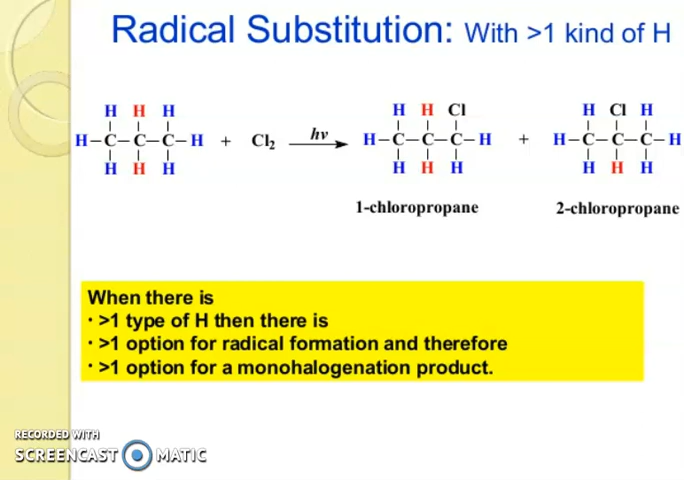 Radical Substitution: With >1 kind of H
H H H H H Cl H Cl H
H-C-C-C-H + Cl2 hv H-C-C-C-H + H-C-C-C-H
H H H H H H H H H
1-chloropropane 2-chloropropane
When there is
· >1 type of H then there is
· >1 option for radical formation and therefore
· >1 option for a monohalogenation product.
RECORDED WITH
SCREENCAST MATIC